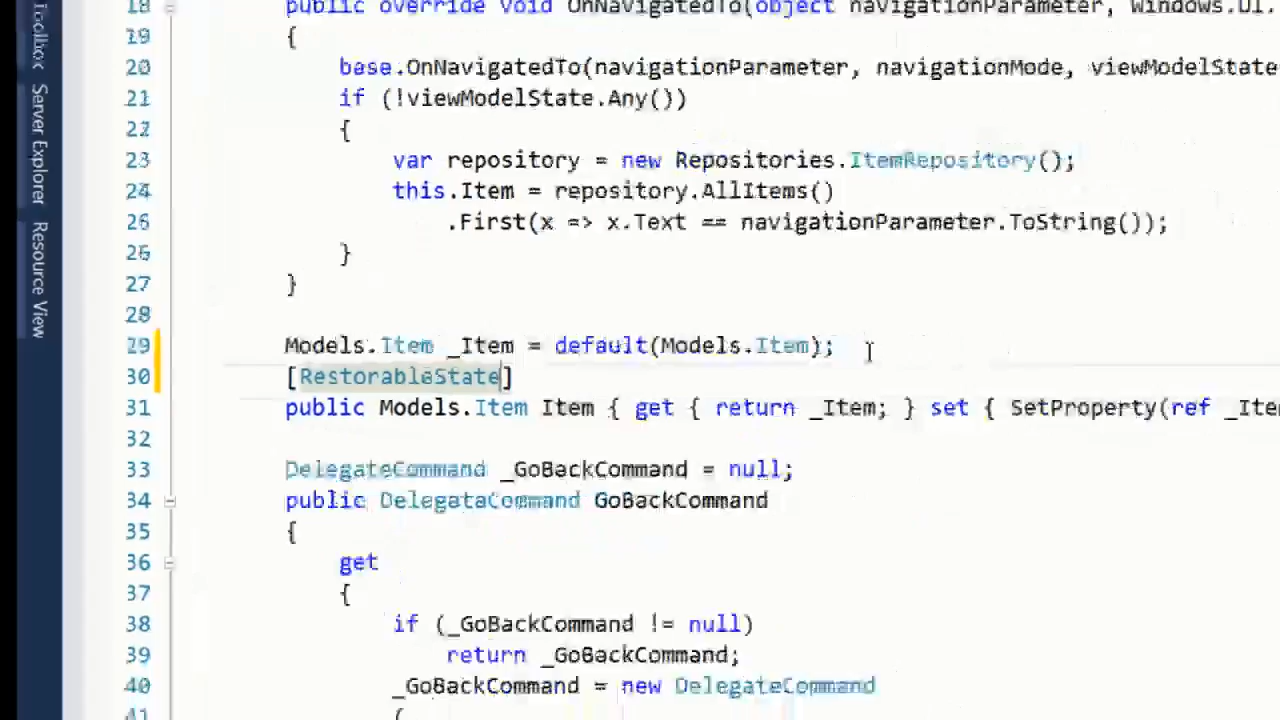 Toolbox
Server Explorer
Resource View
18 public override void OnNavigatedTo(object navigationParameter, Windows.UI.
19 {
20 base.OnNavigatedTo(navigationParameter, navigationMode, viewModelState
21 if (!viewModelState.Any())
22 {
23 var repository = new Repositories.ItemRepository();
24 this.Item = repository.AllItems()
26 .First(x => x.Text == navigationParameter.ToString());
26 }
27 }
28
29 Models.Item _Item = default(Models.Item);
30 [RestorableState]
31 public Models.Item Item { get { return _Item; } set { SetProperty(ref _Ite
32
33 DelegateCommand _GoBackCommand = null;
34 public DelegateCommand GoBackCommand
35 {
36 get
37 {
38 if (_GoBackCommand != null)
39 return _GoBackCommand;
40 _GoBackCommand = new DelegateCommand
41 (